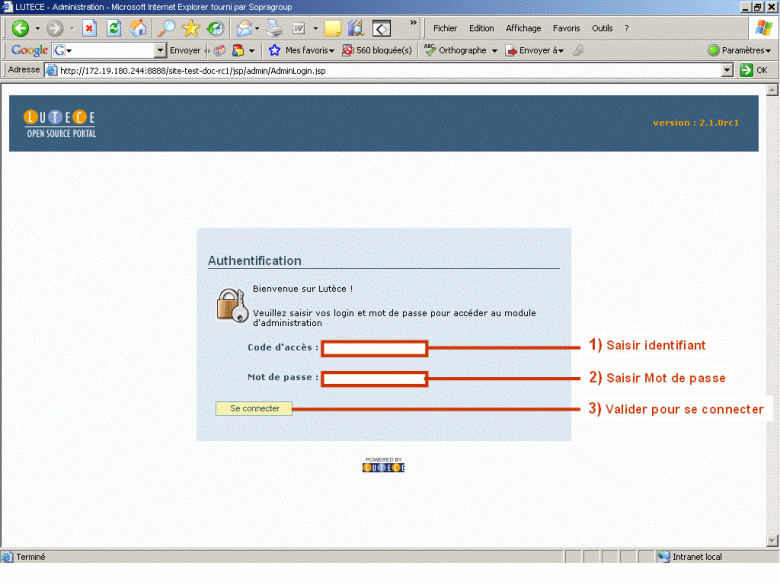 LUTECE - Administration - Microsoft Internet Explorer fourni par Sopragroup
» Fichier Edition Affichage Favoris Outils ?
Google G Envoyer Mes favoris 560 bloquée(s) ABC Orthographe Envoyer à Paramètres
Adresse http://172.19.180.244:8888/site-test-doc-rc1/jsp/admin/AdminLogin.jsp OK
LUTECE
OPEN SOURCE PORTAL
version : 2.1.0rc1
Authentification
Bienvenue sur Lutèce !
Veuillez saisir vos login et mot de passe pour accéder au module
d'administration
Code d'accès : 1) Saisir identifiant
Mot de passe : 2) Saisir Mot de passe
Se connecter 3) Valider pour se connecter
POWERED BY
LUTECE
Terminé Intranet local